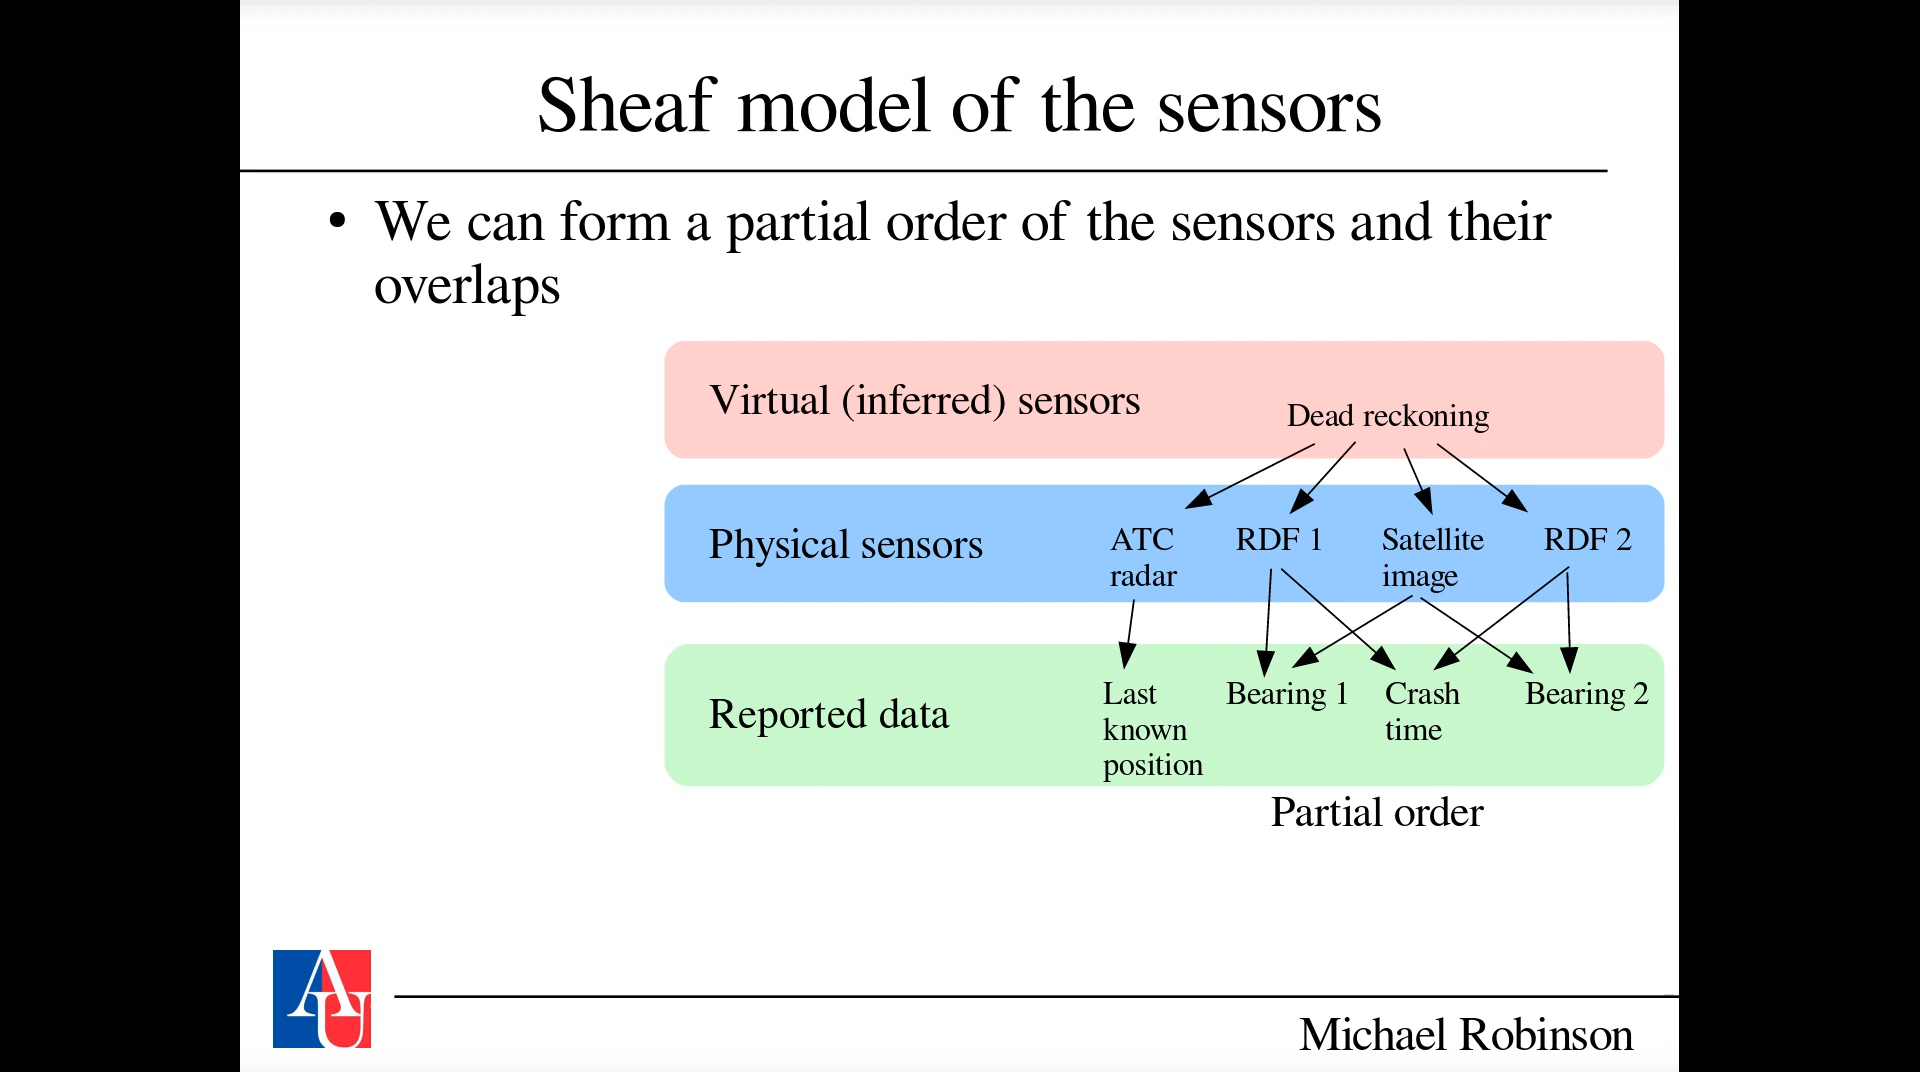 Sheaf model of the sensors
• We can form a partial order of the sensors and their
overlaps
Virtual (inferred) sensors
Dead reckoning
Physical sensors
ATC
radar
RDF 1
Satellite
image
RDF 2
Reported data
Last
known
position
Bearing 1
Crash
time
Bearing 2
Partial order
AU
Michael Robinson